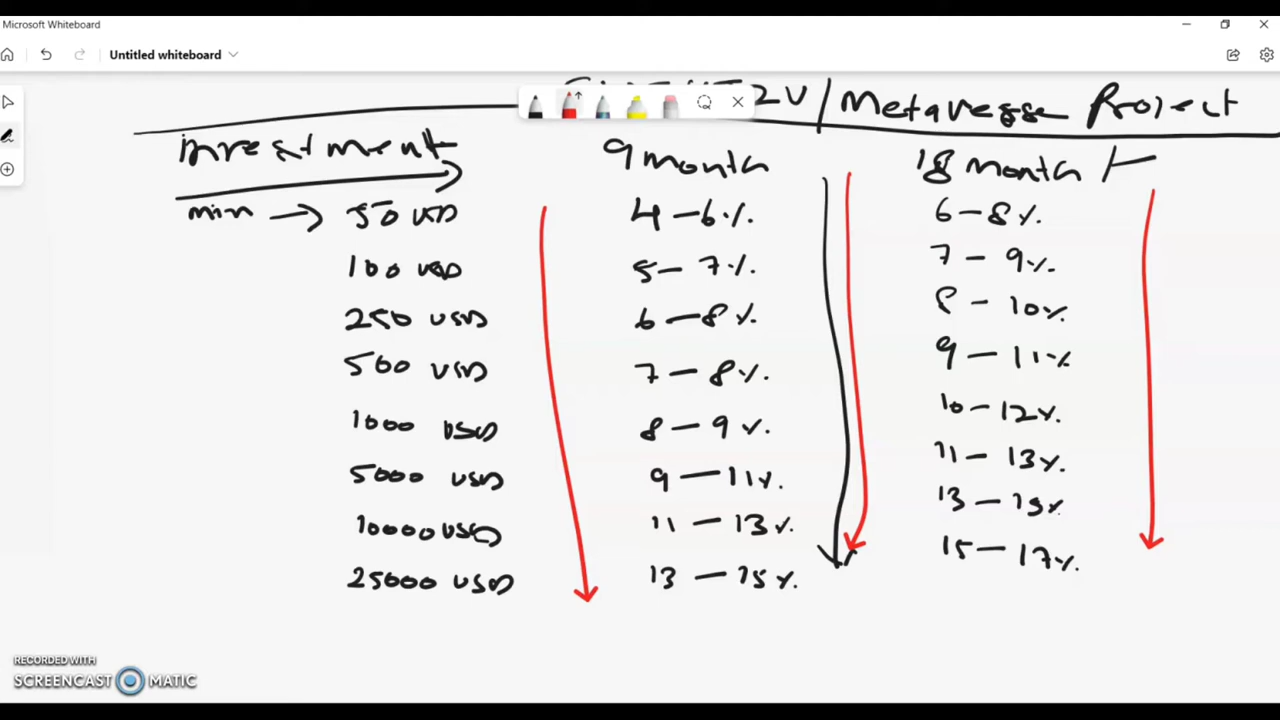 Microsoft Whiteboard
Untitled whiteboard
2V / Metaverse Project
investment 9 month 18 month
min → 50 USD 4 - 6% 6 - 8%
100 USD 5 - 7% 7 - 9%
250 USD 6 - 8% 8 - 10%
500 USD 7 - 8% 9 - 11%
1000 USD 8 - 9% 10 - 12%
5000 USD 9 - 11% 11 - 13%
10000 USD 11 - 13% 13 - 15%
25000 USD 13 - 15% 15 - 17%
RECORDED WITH
SCREENCAST MATIC